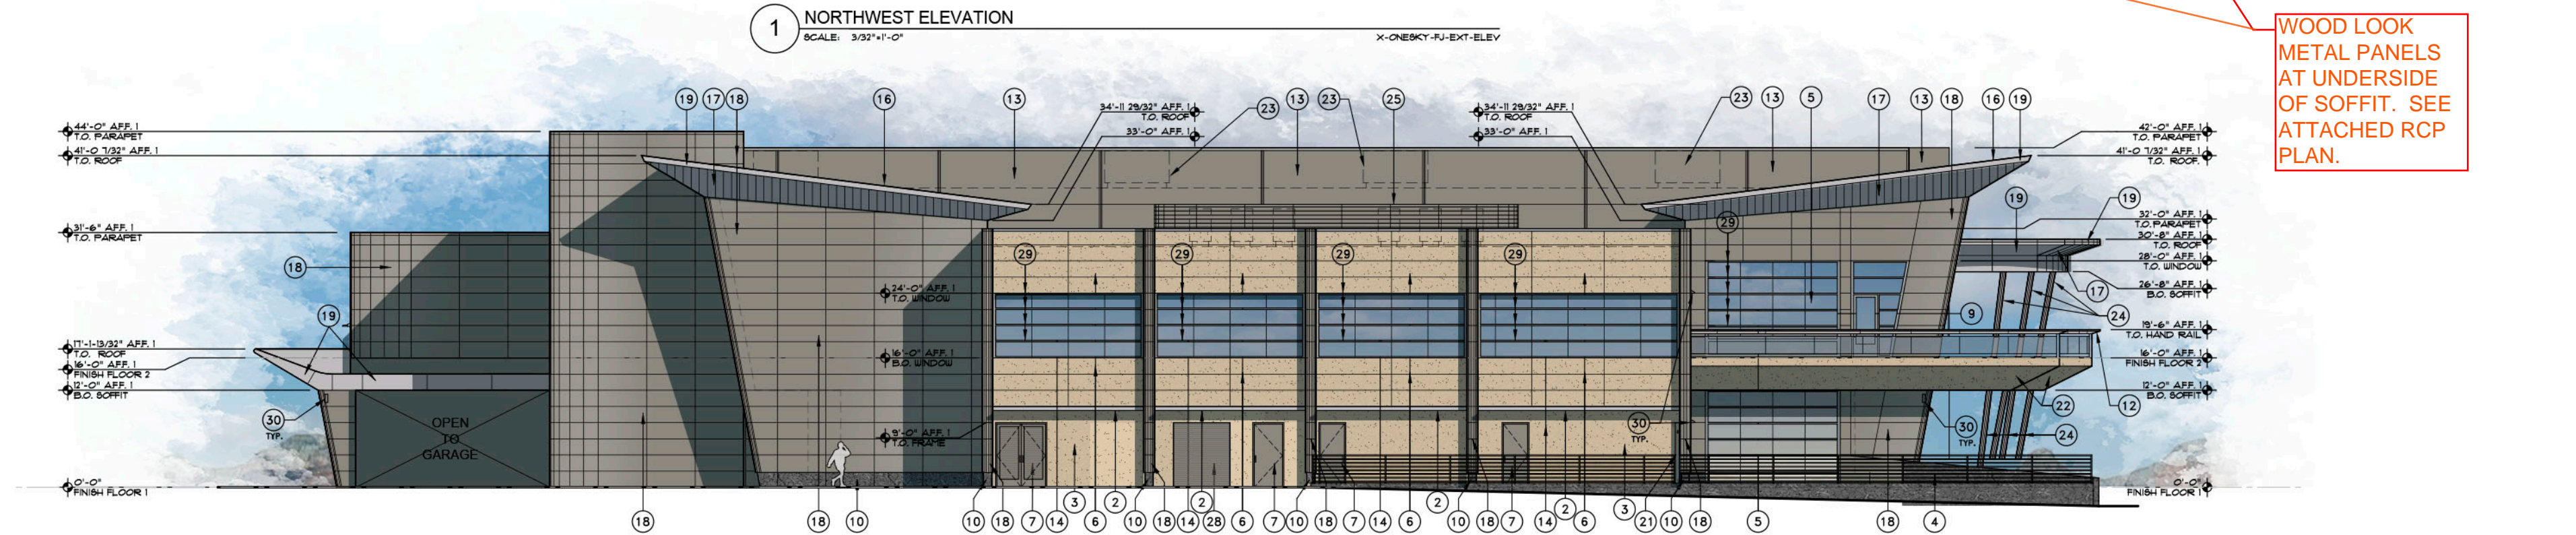 1
NORTHWEST ELEVATION
SCALE: 3/32"=1'-0"
X-ONESKY-FJ-EXT-ELEV
WOOD LOOK
METAL PANELS
AT UNDERSIDE
OF SOFFIT. SEE
ATTACHED RCP
PLAN.
19 17 18 16 13 23 13 23 25 23 13 5 17 13 18 16 19
34'-11 29/32" AFF. 1
T.O. ROOF
33'-0" AFF. 1
34'-11 29/32" AFF. 1
T.O. ROOF
33'-0" AFF. 1
44'-0" AFF. 1
T.O. PARAPET
41'-0 7/32" AFF. 1
T.O. ROOF
31'-6" AFF. 1
T.O. PARAPET
17'-1-13/32" AFF. 1
T.O. ROOF
16'-0" AFF. 1
FINISH FLOOR 2
12'-0" AFF. 1
B.O. SOFFIT
0'-0"
FINISH FLOOR 1
18
19
30
TYP.
OPEN
TO
GARAGE
24'-0" AFF. 1
T.O. WINDOW
16'-0" AFF. 1
B.O. WINDOW
9'-0" AFF. 1
T.O. FRAME
29 29 29 29 29
30
TYP.
9
19 19
17
24
12
22
30
TYP.
24
42'-0" AFF. 1
T.O. PARAPET
41'-0 7/32" AFF. 1
T.O. ROOF.
32'-0" AFF. 1
T.O. PARAPET
30'-8" AFF. 1
T.O. ROOF
28'-0" AFF. 1
T.O. WINDOW
26'-8" AFF. 1
B.O. SOFFIT
19'-6" AFF. 1
T.O. HAND RAIL
16'-0" AFF. 1
FINISH FLOOR 2
12'-0" AFF. 1
B.O. SOFFIT
0'-0"
FINISH FLOOR 1
3 2 2 2 2 3
18 18 10 10 18 7 14 6 10 18 14 28 6 7 10 18 7 14 6 10 18 7 14 6 21 10 18 5 18 4